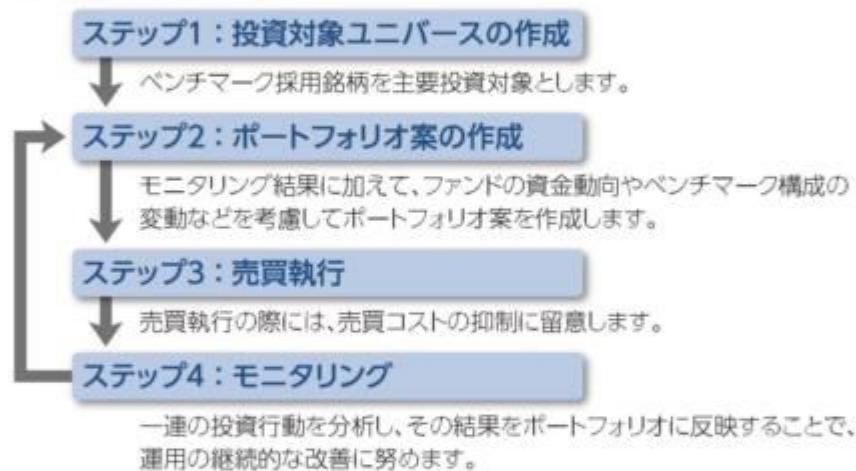 ステップ1：投資対象ユニバースの作成
ベンチマーク採用銘柄を主要投資対象とします。
ステップ2：ポートフォリオ案の作成
モニタリング結果に加えて、ファンドの資金動向やベンチマーク構成の
変動などを考慮してポートフォリオ案を作成します。
ステップ3：売買執行
売買執行の際には、売買コストの抑制に留意します。
ステップ4：モニタリング
一連の投資行動を分析し、その結果をポートフォリオに反映することで、
運用の継続的な改善に努めます。